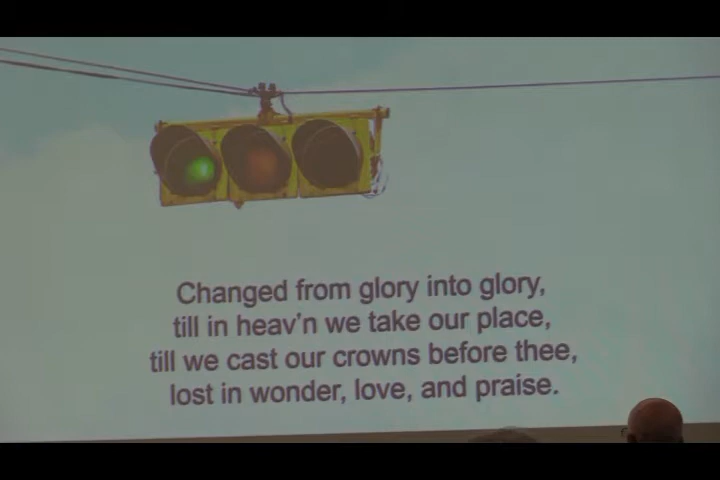 Changed from glory into glory,
till in heav'n we take our place,
till we cast our crowns before thee,
lost in wonder, love, and praise.